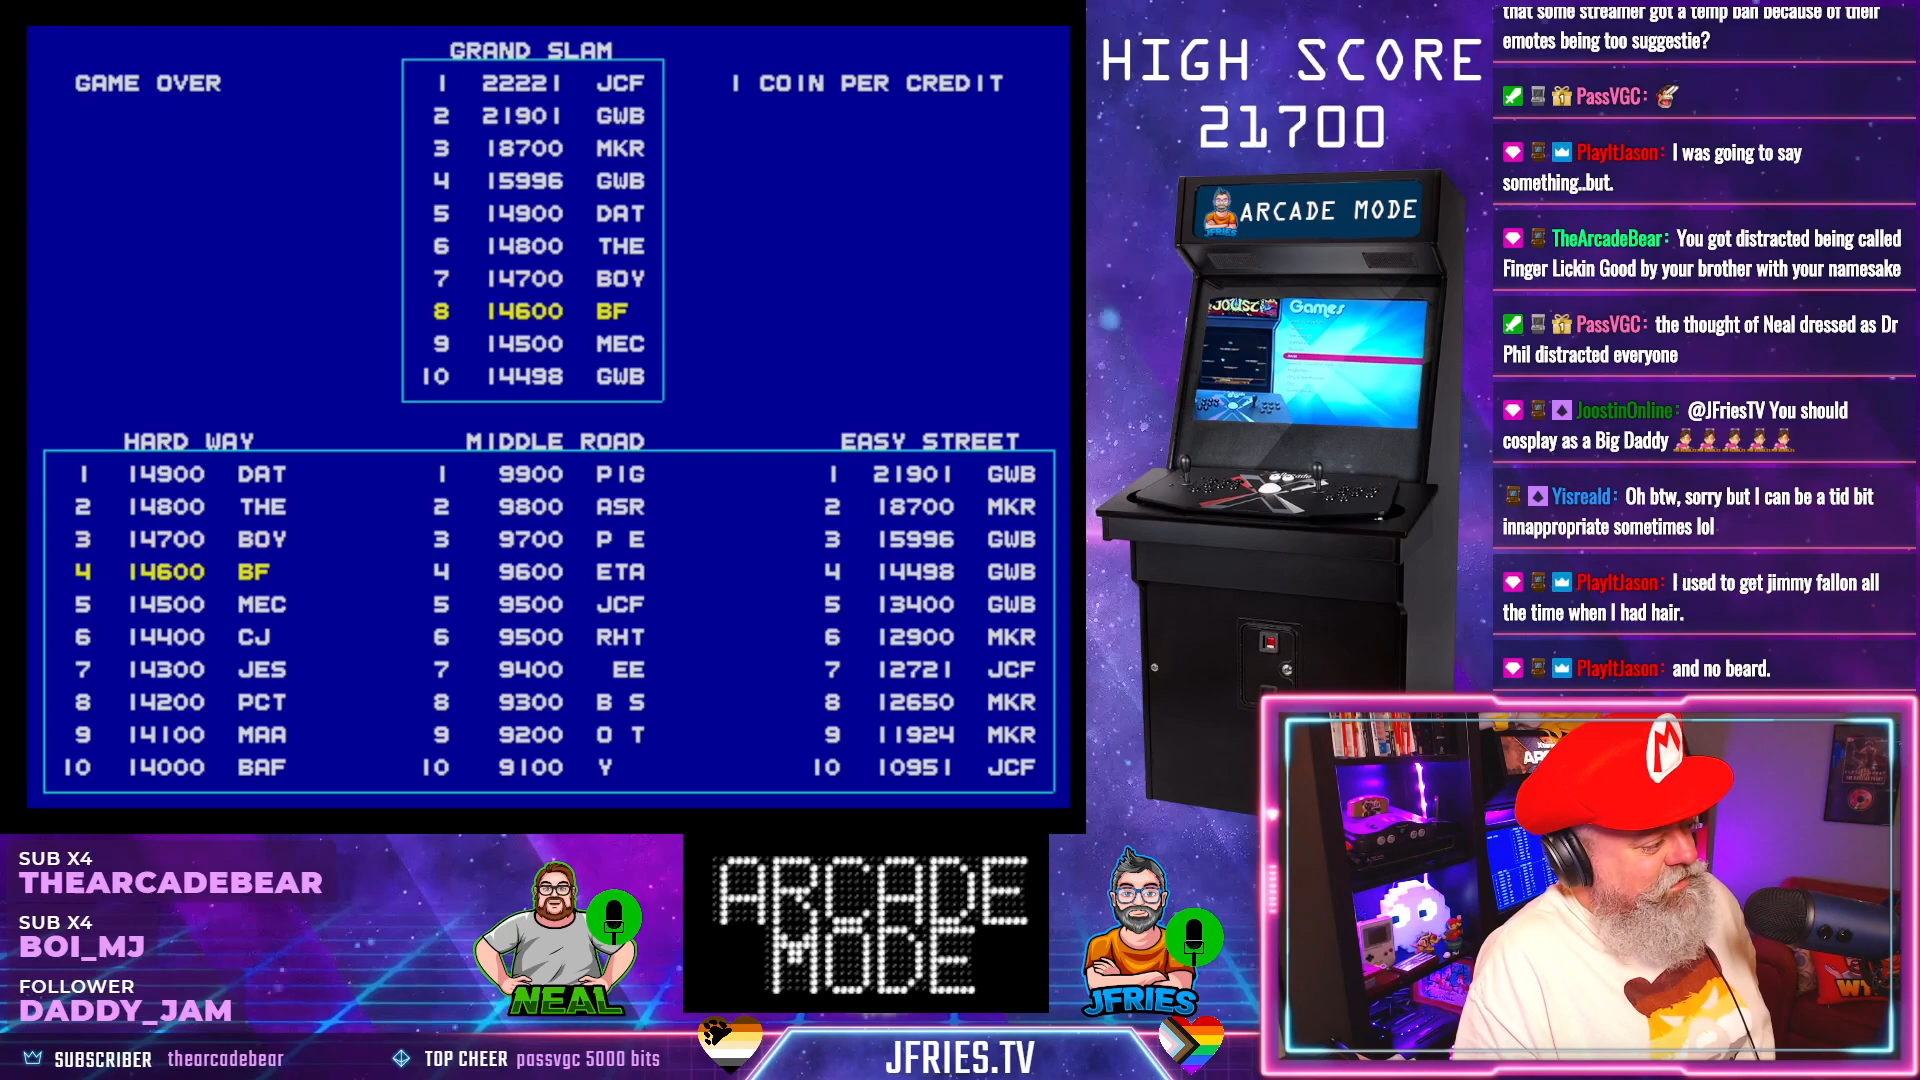 GRAND SLAM
GAME OVER
1 COIN PER CREDIT
1 22221 JCF
2 21901 GWB
3 18700 MKR
4 15996 GWB
5 14900 DAT
6 14800 THE
7 14700 BOY
8 14600 BF
9 14500 MEC
10 14498 GWB
HARD WAY
1 14900 DAT
2 14800 THE
3 14700 BOY
4 14600 BF
5 14500 MEC
6 14400 CJ
7 14300 JES
8 14200 PCT
9 14100 MAA
10 14000 BAF
MIDDLE ROAD
1 9900 PIG
2 9800 ASR
3 9700 P E
4 9600 ETA
5 9500 JCF
6 9500 RHT
7 9400 EE
8 9300 B S
9 9200 O T
10 9100 Y
EASY STREET
1 21901 GWB
2 18700 MKR
3 15996 GWB
4 14498 GWB
5 13400 GWB
6 12900 MKR
7 12721 JCF
8 12650 MKR
9 11924 MKR
10 10951 JCF
HIGH SCORE
21700
JFRIES
ARCADE MODE
JOUST
Games
that some streamer got a temp ban because of their
emotes being too suggestie?
PassVGC:
PlayItJason: I was going to say
something..but.
TheArcadeBear: You got distracted being called
Finger Lickin Good by your brother with your namesake
PassVGC: the thought of Neal dressed as Dr
Phil distracted everyone
JoostinOnline: @JFriesTV You should
cosplay as a Big Daddy
Yisreald: Oh btw, sorry but I can be a tid bit
innappropriate sometimes lol
PlayItJason: I used to get jimmy fallon all
the time when I had hair.
PlayItJason: and no beard.
M
SUB X4
THEARCADEBEAR
SUB X4
BOI_MJ
FOLLOWER
DADDY_JAM
NEAL
ARCADE
MODE
JFRIES
SUBSCRIBER thearcadebear
TOP CHEER passvgc 5000 bits
JFRIES.TV